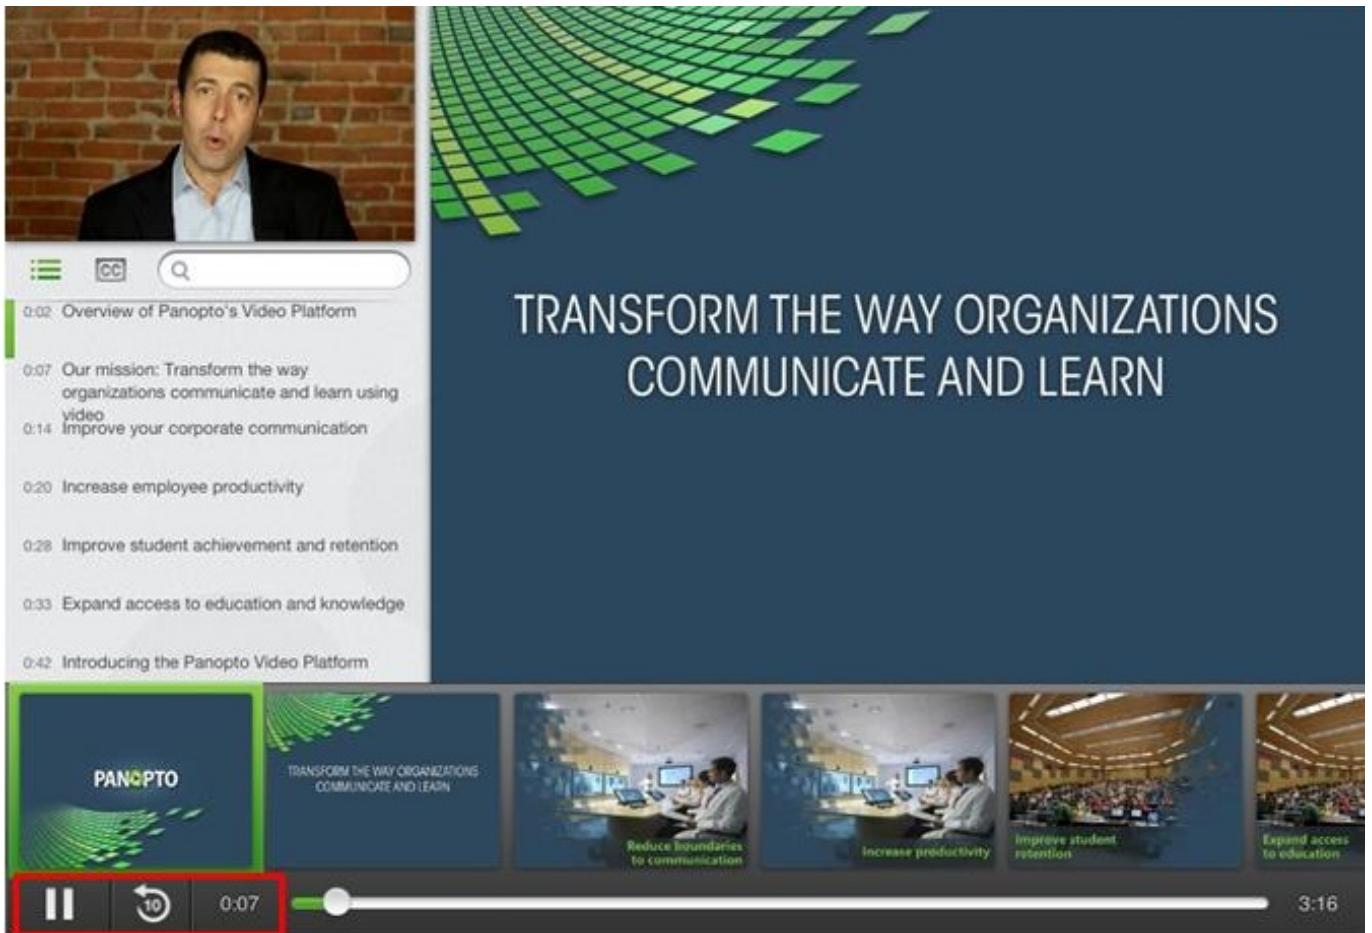 CC
0:02 Overview of Panopto's Video Platform
0:07 Our mission: Transform the way
organizations communicate and learn using
video
0:14 Improve your corporate communication
0:20 Increase employee productivity
0:28 Improve student achievement and retention
0:33 Expand access to education and knowledge
0:42 Introducing the Panopto Video Platform
TRANSFORM THE WAY ORGANIZATIONS
COMMUNICATE AND LEARN
PANOPTO
TRANSFORM THE WAY ORGANIZATIONS
COMMUNICATE AND LEARN
Reduce boundaries
to communication
Increase productivity
Improve student
retention
Expand access
to education
10
0:07
3:16